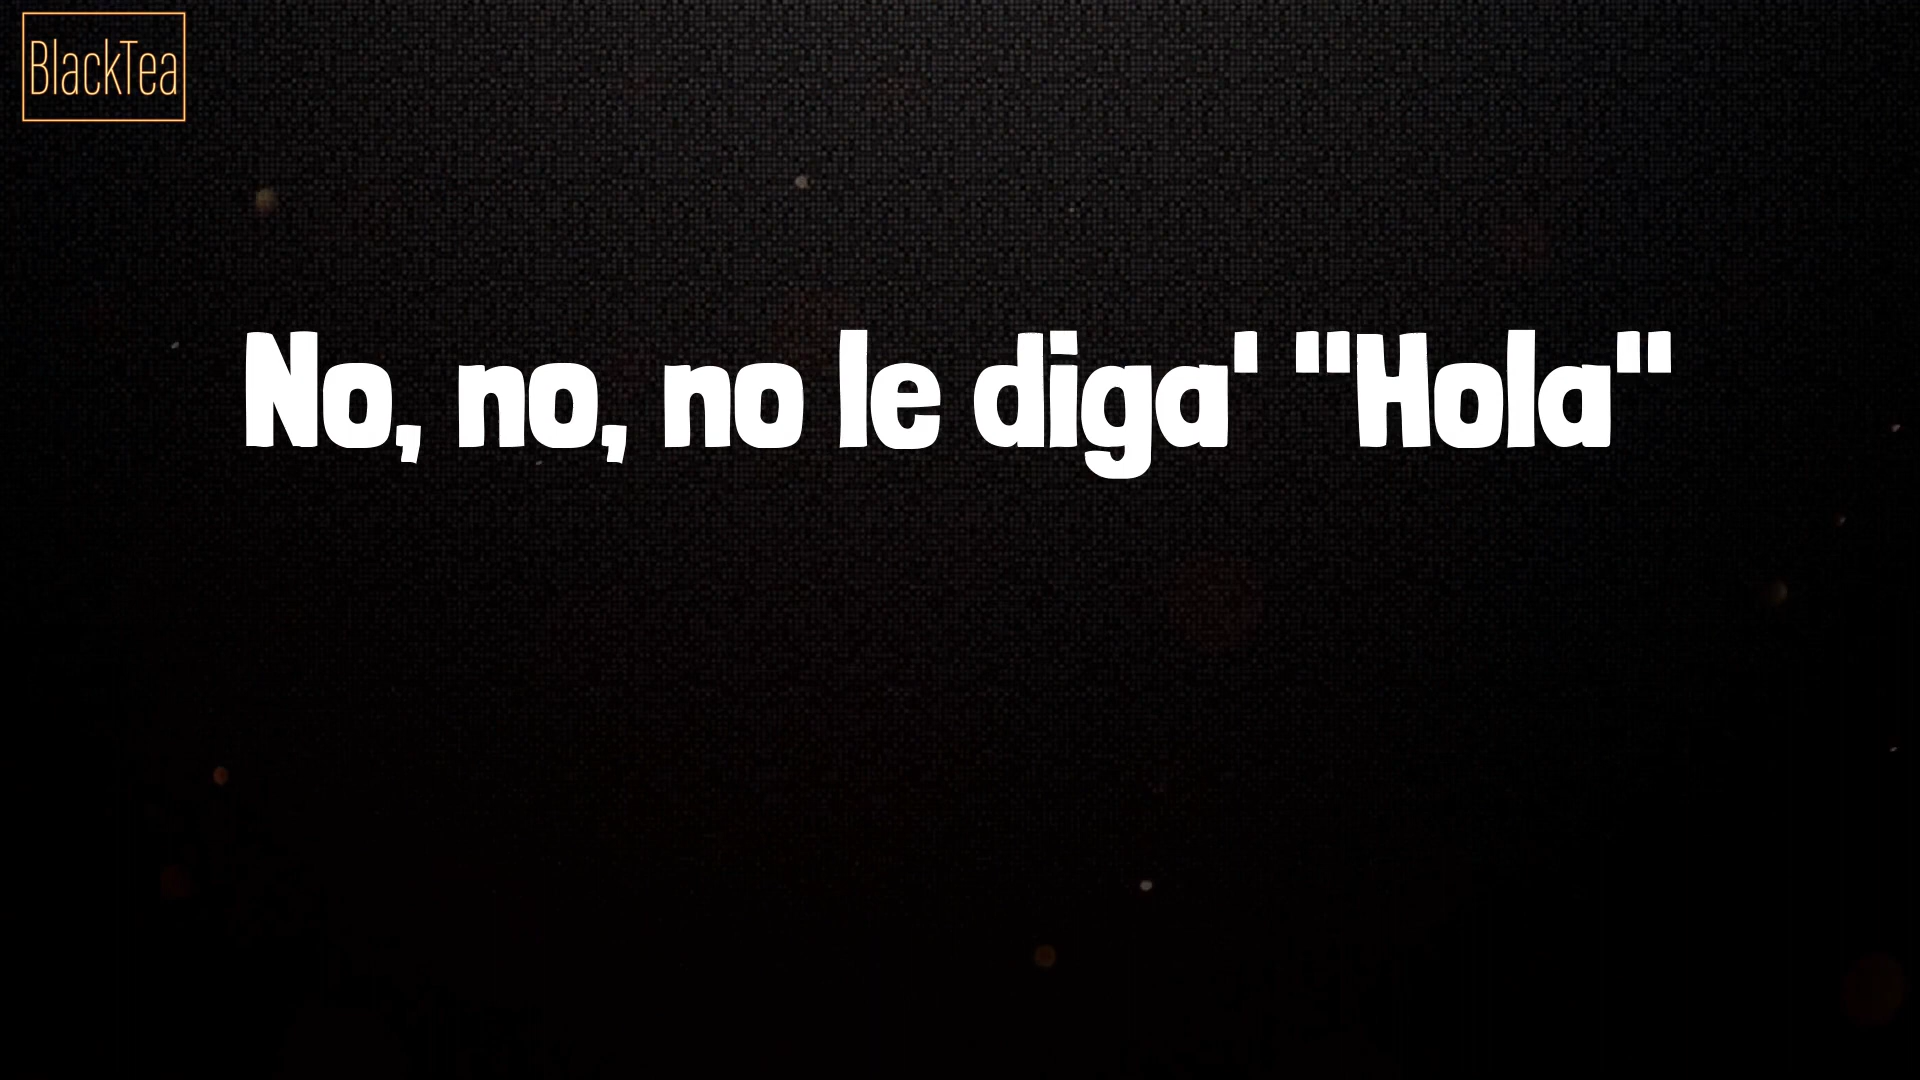 BlackTea
No, no, no le diga' "Hola"